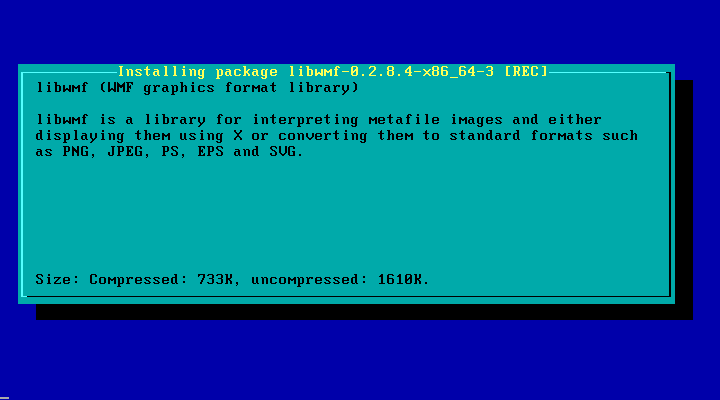 Installing package libwmf-0.2.8.4-x86_64-3 [REC]
libwmf (WMF graphics format library)
libwmf is a library for interpreting metafile images and either
displaying them using X or converting them to standard formats such
as PNG, JPEG, PS, EPS and SVG.
Size: Compressed: 733K, uncompressed: 1610K.